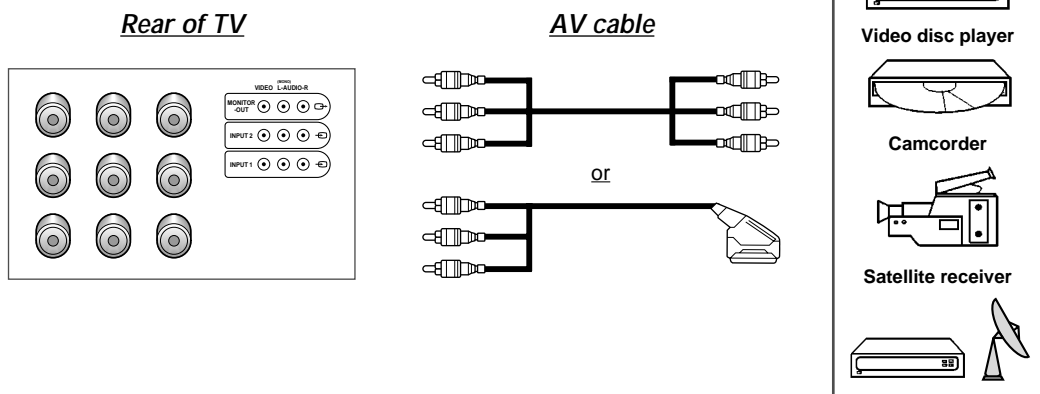 Rear of TV
(MONO)
VIDEO L-AUDIO-R
MONITOR
-OUT
INPUT 2
INPUT 1
AV cable
or
Video disc player
Camcorder
Satellite receiver